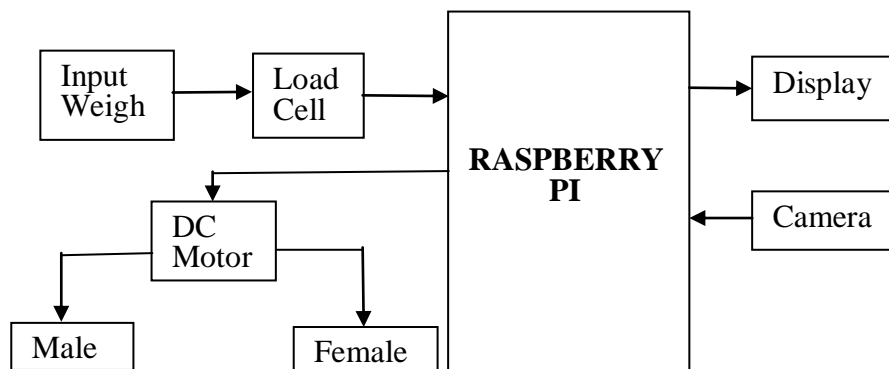 Input
Weigh
Load
Cell
RASPBERRY
PI
Display
Camera
DC
Motor
Male
Female